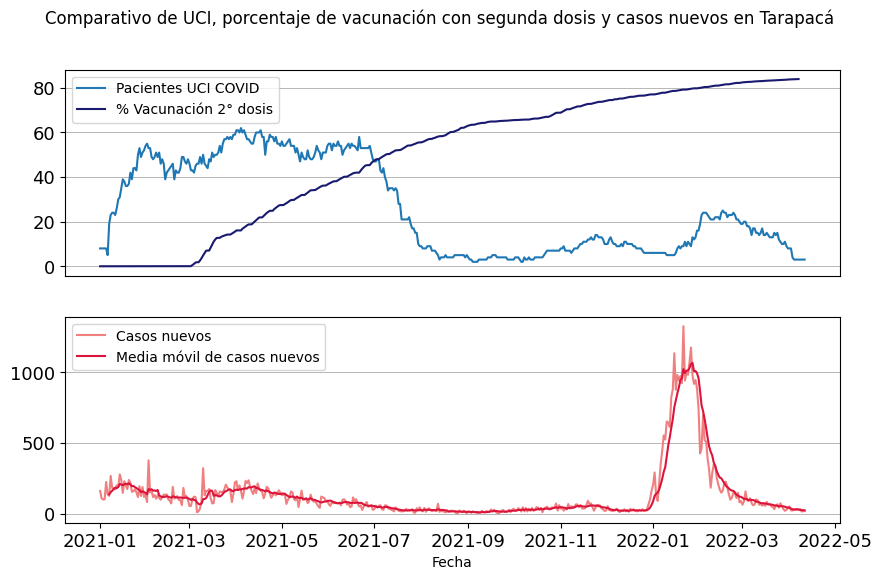 Comparativo de UCI, porcentaje de vacunación con segunda dosis y casos nuevos en Tarapacá
80
60
40
20
0
Pacientes UCI COVID
% Vacunación 2° dosis
1000
500
0
Casos nuevos
Media móvil de casos nuevos
2021-01 2021-03 2021-05 2021-07 2021-09 2021-11 2022-01 2022-03 2022-05
Fecha